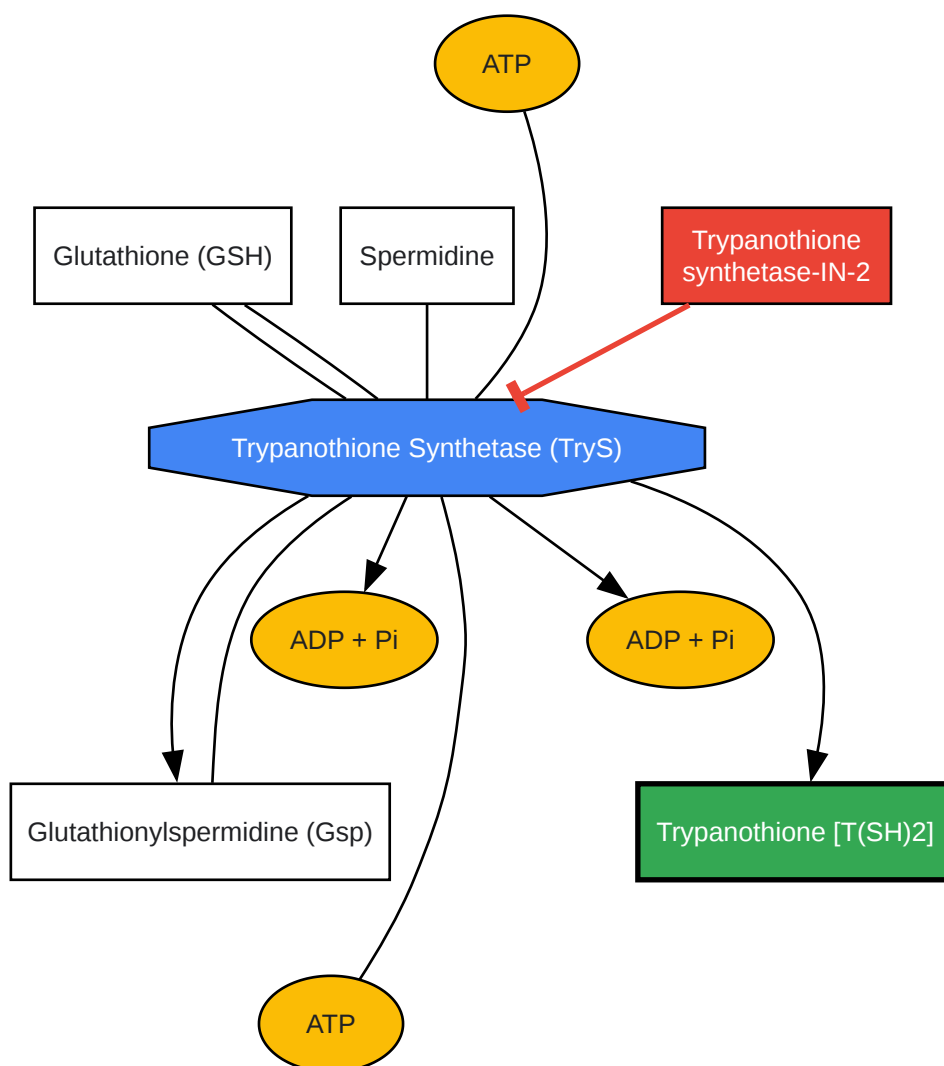 ATP
Glutathione (GSH)
Spermidine
Trypanothione
synthetase-IN-2
Trypanothione Synthetase (TryS)
ADP + Pi
ADP + Pi
Glutathionylspermidine (Gsp)
Trypanothione [T(SH)2]
ATP